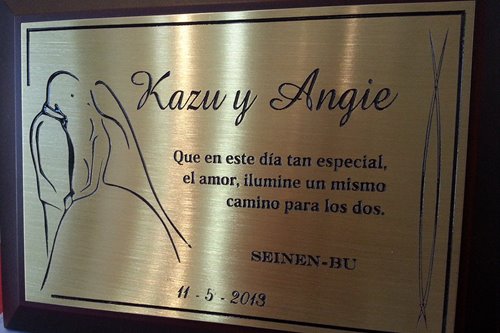 Kazu y Angie
Que en este día tan especial,
el amor, ilumine un mismo
camino para los dos.
SEINEN-BU
11 - 5 - 2013